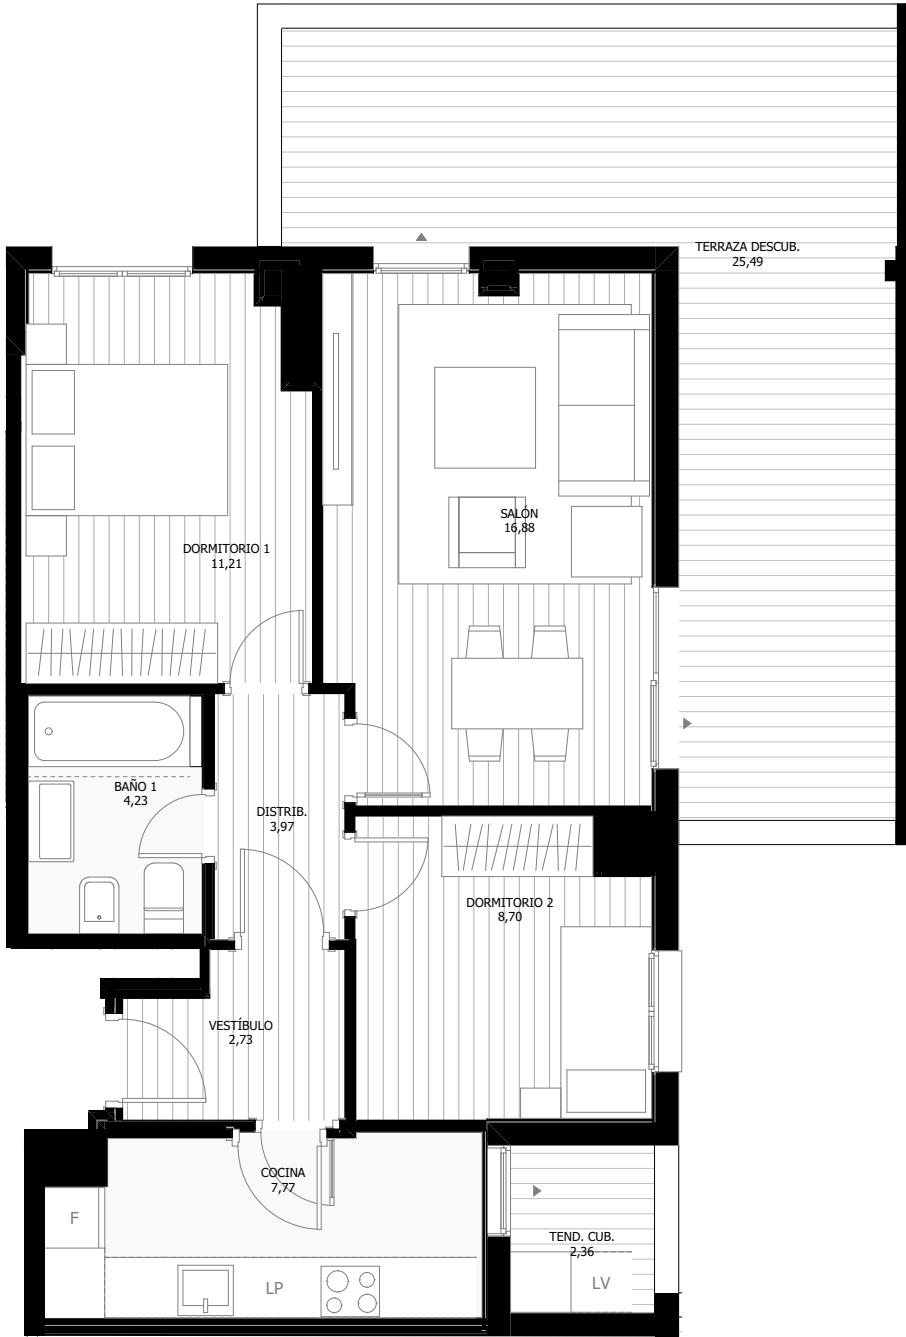 TERRAZA DESCUB.
25,49
SALÓN
16,88
DORMITORIO 1
11,21
BAÑO 1
4,23
DISTRIB.
3,97
DORMITORIO 2
8,70
VESTÍBULO
2,73
COCINA
7,77
F
TEND. CUB.
2,36
LP
LV